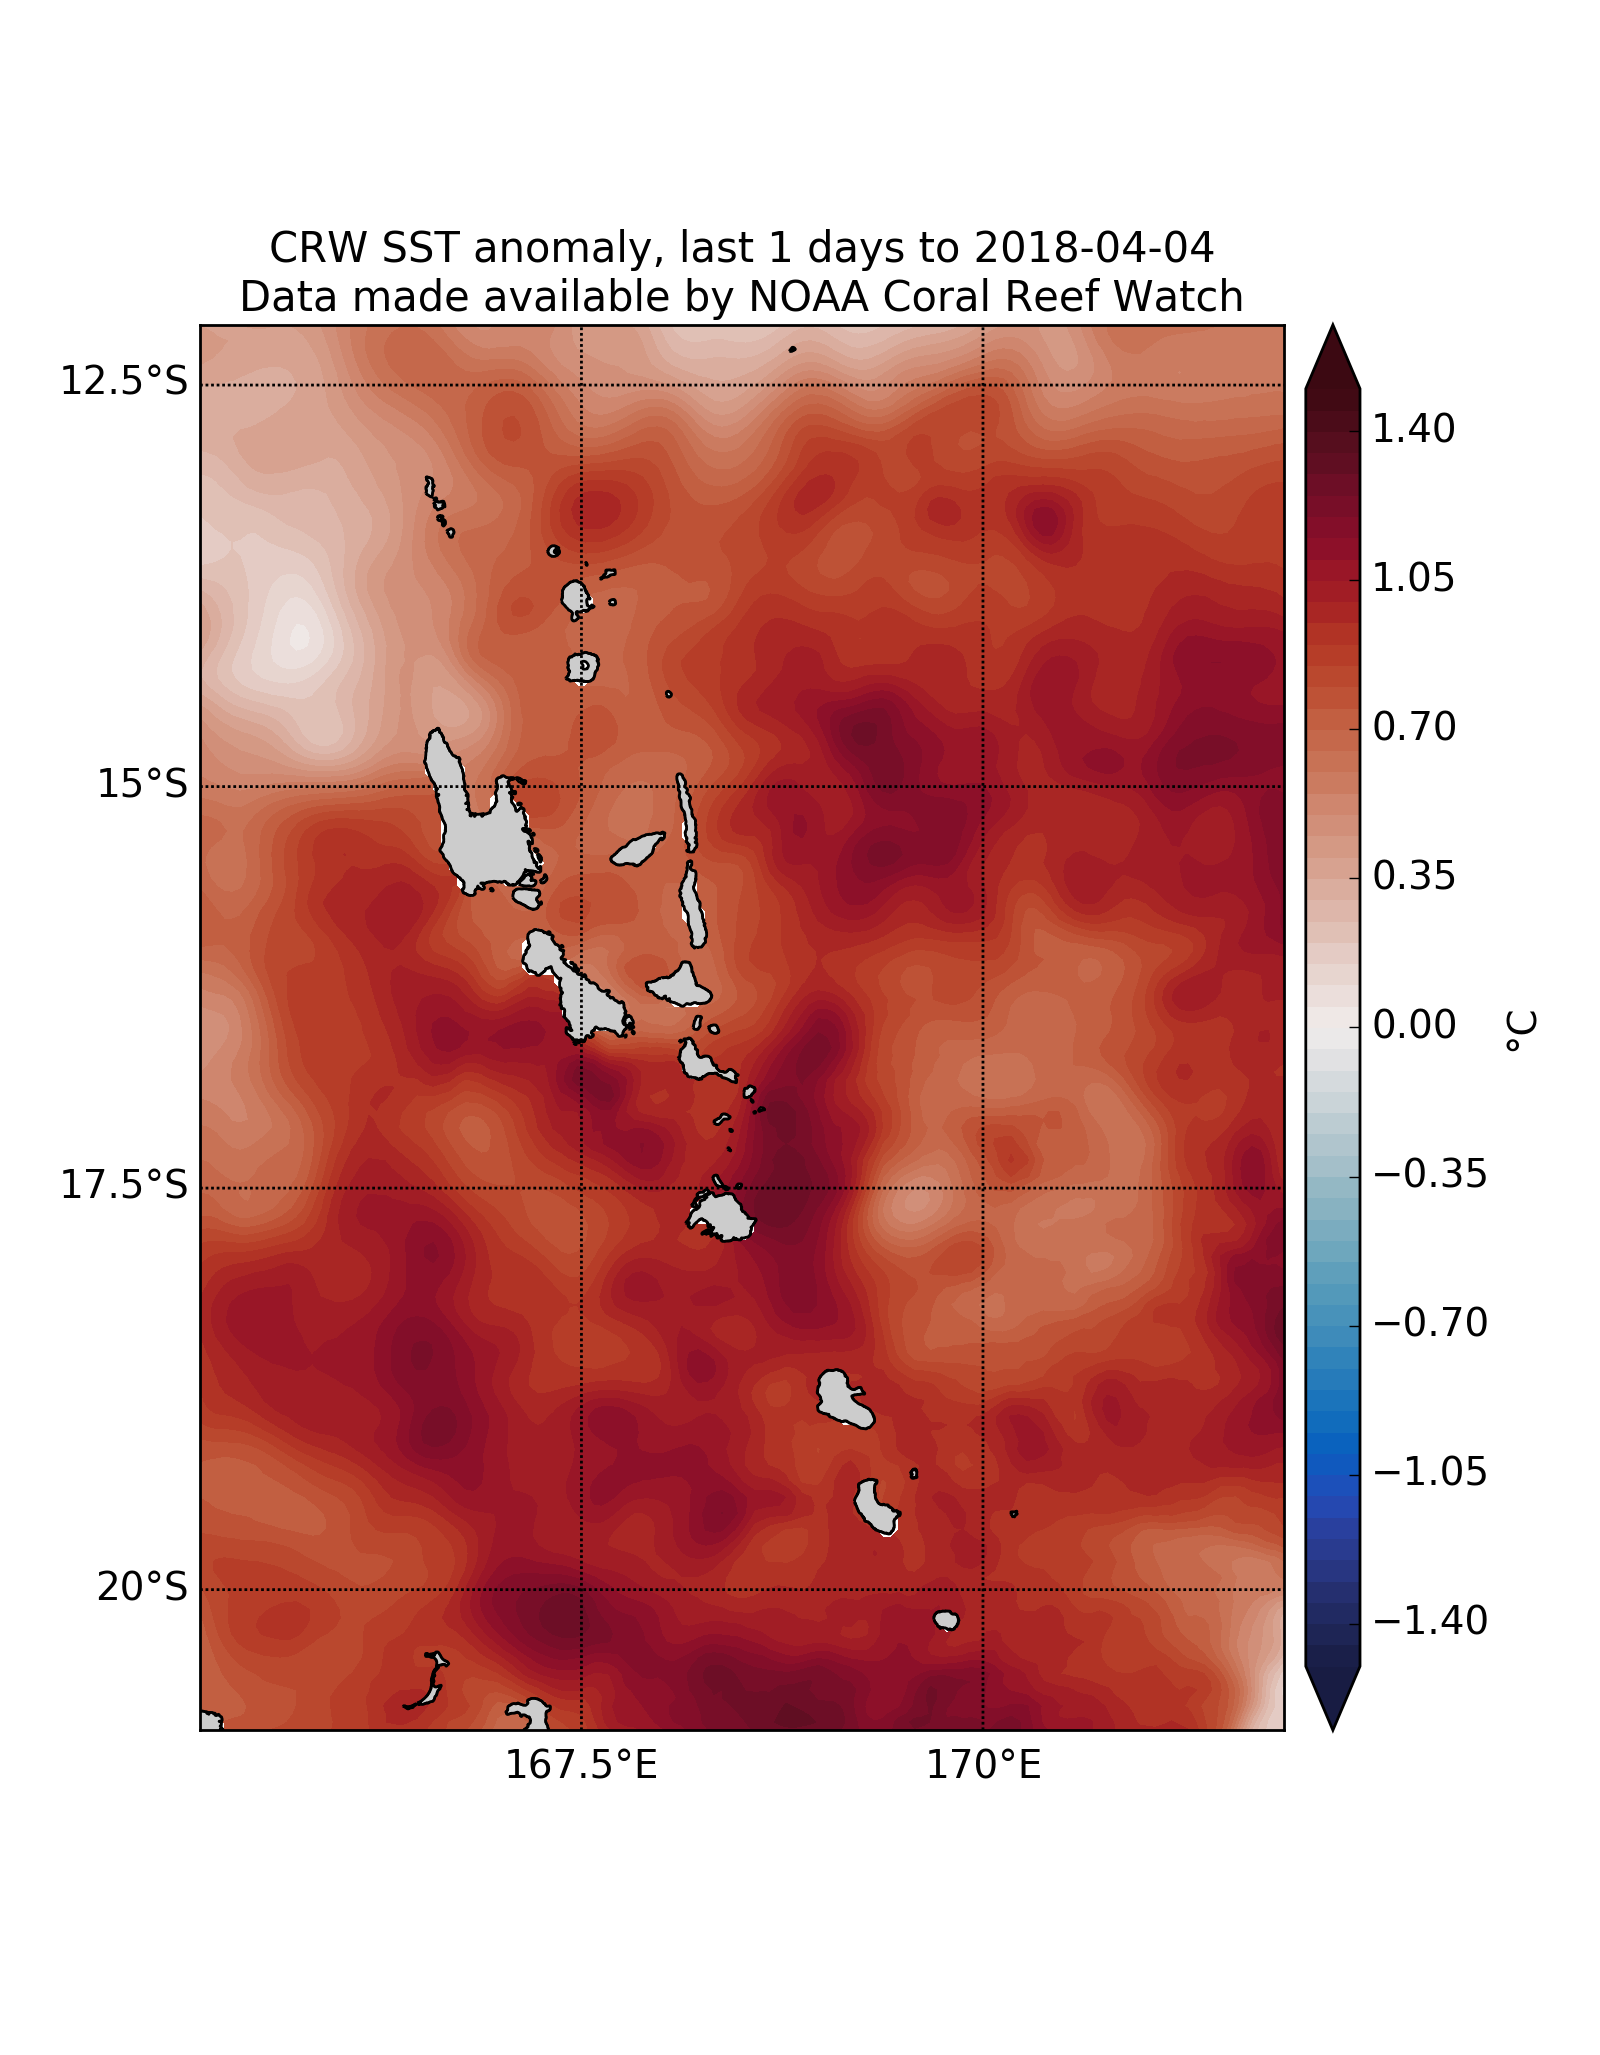 CRW SST anomaly, last 1 days to 2018-04-04
Data made available by NOAA Coral Reef Watch
12.5°S
15°S
17.5°S
20°S
167.5°E
170°E
1.40
1.05
0.70
0.35
0.00
−0.35
−0.70
−1.05
−1.40
°C